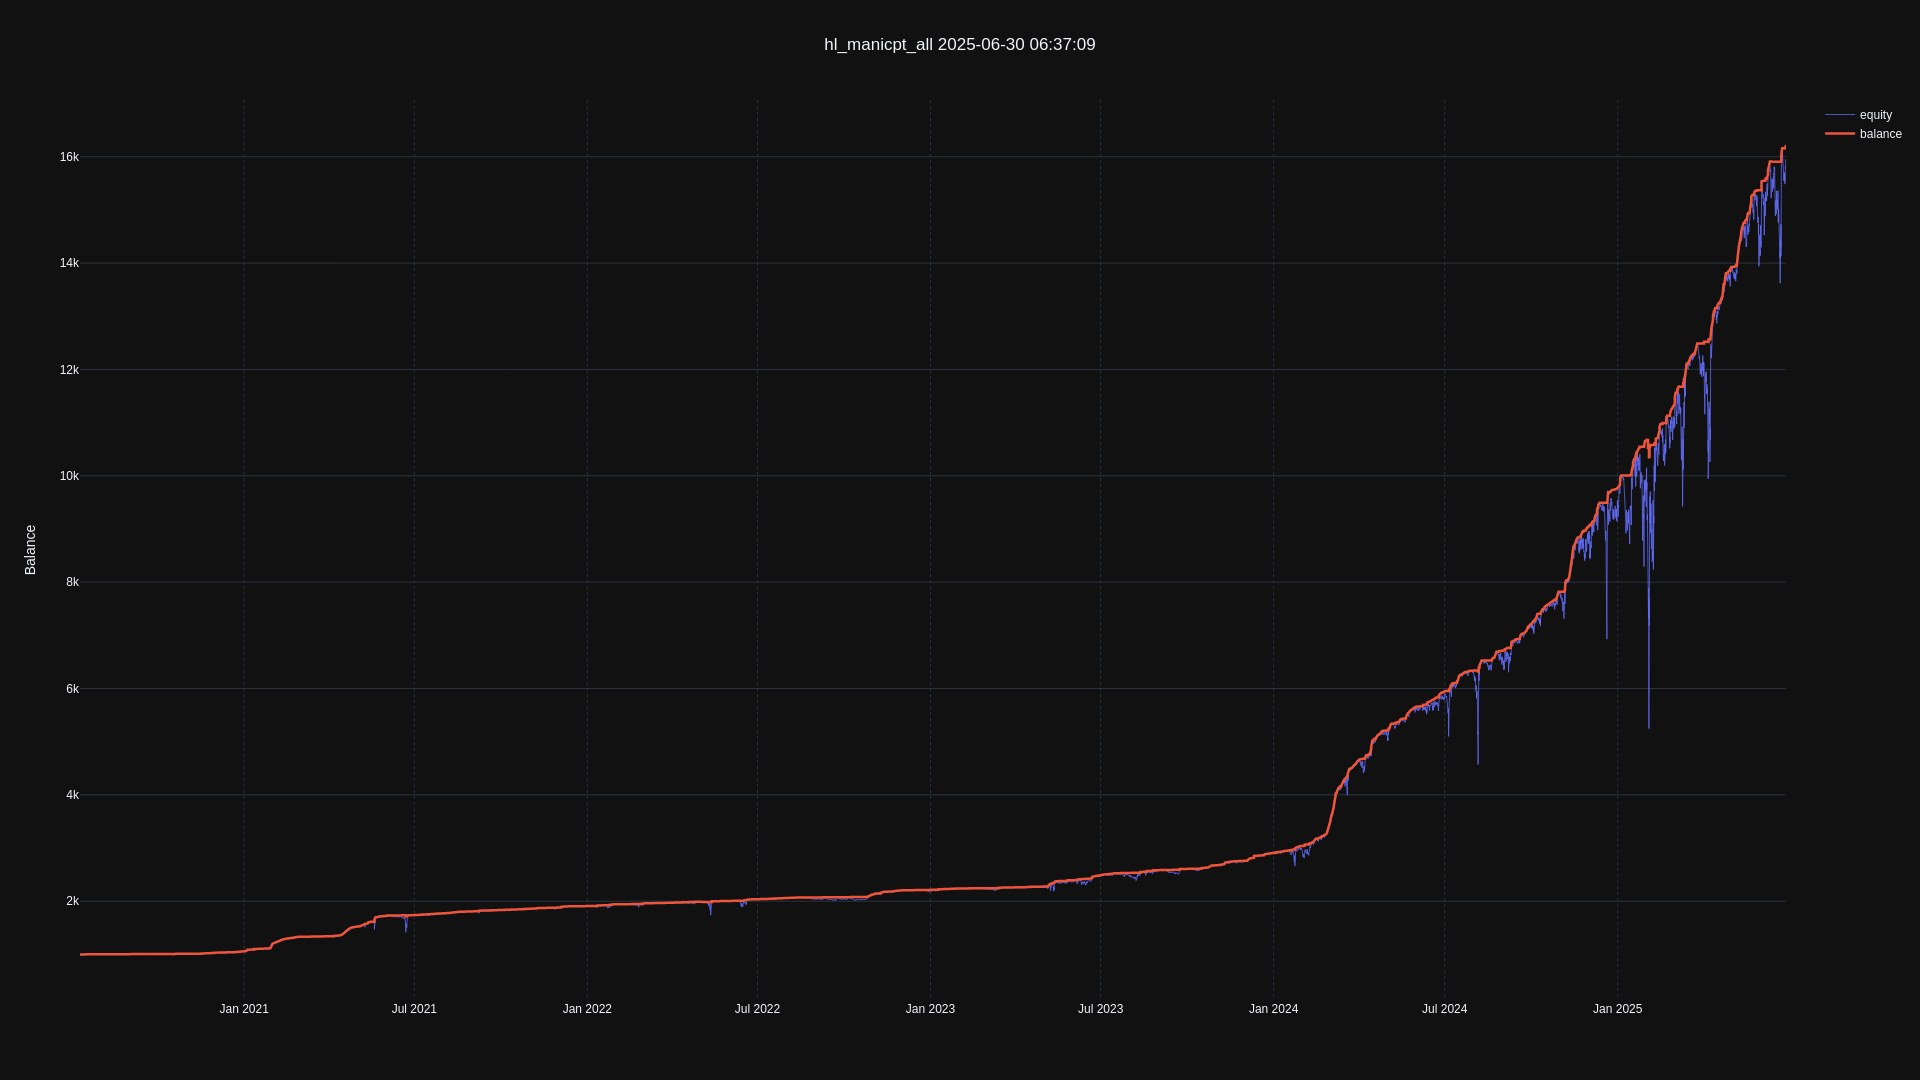 hl_manicpt_all 2025-06-30 06:37:09
equity
balance
16k
14k
12k
10k
8k
6k
4k
2k
Balance
Jan 2021
Jul 2021
Jan 2022
Jul 2022
Jan 2023
Jul 2023
Jan 2024
Jul 2024
Jan 2025